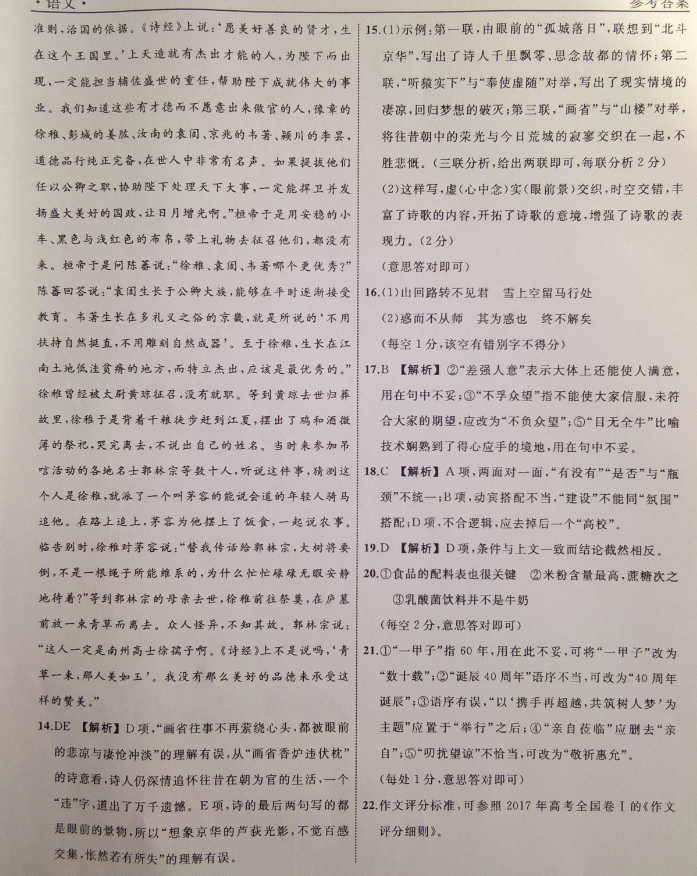 ·语文·
参考答案
准则,治国的依据。《诗经》上说:‘愿美好善良的贤才,生
在这个王国里。’上天造就有杰出才能的人,为陛下而出
现,一定能担当辅佐盛世的重任,帮助陛下成就伟大的事
业。我们知道这些有才德而不愿意出来做官的人,豫章的
徐稚、彭城的姜肱、汝南的袁闳、京兆的韦著、颍川的李昙,
道德品行纯正完备,在世人中非常有名声。如果提拔他们
任以公卿之职,协助陛下处理天下大事,一定能捍卫并发
扬盛大美好的国政,让日月增光啊。”桓帝于是用安稳的小
车、黑色与浅红色的布帛,带上礼物去征召他们,都没有
来。桓帝于是问陈蕃说:“徐稚、袁闳、韦著哪个更优秀?”
陈蕃回答说:“袁闳生长于公卿大族,能够在平时逐渐接受
教育。韦著生长在多礼义之俗的京畿,就是所说的‘不用
扶持自然挺直,不用雕刻自然成器’。至于徐稚,生长在江
南土地低洼贫瘠的地方,而特立杰出,应该是最优秀的。”
徐稚曾经被太尉黄琼征召,没有就职。等到黄琼去世归葬
故里,徐稚于是背着干粮徒步赶到江夏,摆出了鸡和酒微
薄的祭祀,哭完离去,不说出自己的姓名。当时来参加吊
唁活动的各地名士郭林宗等数十人,听说这件事,猜测这
个人是徐稚,就派了一个叫茅容的能说会道的年轻人骑马
追他。在路上追上,茅容为他摆上了饭食,一起说农事。
临告别时,徐稚对茅容说:“替我传话给郭林宗,大树将要
倒,不是一根绳子所能维系的,为什么忙忙碌碌无暇安静
地待着?”等到郭林宗的母亲去世,徐稚前往祭奠,在庐墓
前放一束青草而离去。众人怪异,不知其故。郭林宗说:
“这人一定是南州高士徐孺子啊。《诗经》上不是说吗,‘青
草一束,那人美如玉’。我没有那么美好的品德来承受这
样的赞美。”
14.DE 【解析】D项,“画省往事不再萦绕心头,都被眼前
的悲凉与凄怆冲淡”的理解有误,从“画省香炉违伏枕”
的诗意看,诗人仍深情追怀往昔在朝为官的生活,一个
“违”字,道出了万千遗憾。E项,诗的最后两句写的都
是眼前的景物,所以“想象京华的芦荻光影,不觉百感
交集,怅然若有所失”的理解有误。
15.(1)示例:第一联,由眼前的“孤城落日”,联想到“北斗
京华”,写出了诗人千里飘零、思念故都的情怀;第二
联,“听猿实下”与“奉使虚随”对举,写出了现实情境的
凄凉,回归梦想的破灭;第三联,“画省”与“山楼”对举,
将往昔朝中的荣光与今日荒城的寂寥交织在一起,不
胜悲慨。(三联分析,给出两联即可,每联分析2分)
(2)这样写,虚(心中念)实(眼前景)交织,时空交错,丰
富了诗歌的内容,开拓了诗歌的意境,增强了诗歌的表
现力。(2分)
(意思答对即可)
16.(1)山回路转不见君 雪上空留马行处
(2)惑而不从师 其为惑也 终不解矣
(每空1分,该空有错别字不得分)
17.B 【解析】②“差强人意”表示大体上还能使人满意,
用在句中不妥;③“不孚众望”指不能使大家信服,未符
合大家的期望,应改为“不负众望”;⑤“目无全牛”比喻
技术娴熟到了得心应手的境地,用在句中不妥。
18.C 【解析】A项,两面对一面,“有没有”“是否”与“瓶
颈”不统一;B项,动宾搭配不当,“建设”不能同“氛围”
搭配;D项,不合逻辑,应去掉后一个“高校”。
19.D 【解析】D项,条件与上文一致而结论截然相反。
20.①食品的配料表也很关键 ②米粉含量最高,蔗糖次之
③乳酸菌饮料并不是牛奶
(每空2分,意思答对即可)
21.①“一甲子”指60年,用在此不妥,可将“一甲子”改为
“数十载”;②“诞辰40周年”语序不当,可改为“40周年
诞辰”;③语序有误,“以‘携手再超越,共筑树人梦’为
主题”应置于“举行”之后;④“亲自莅临”应删去“亲
自”;⑤“叨扰望谅”不恰当,可改为“敬祈惠允”。
(每处1分,意思答对即可)
22.作文评分标准,可参照2017年高考全国卷Ⅰ的《作文
评分细则》。